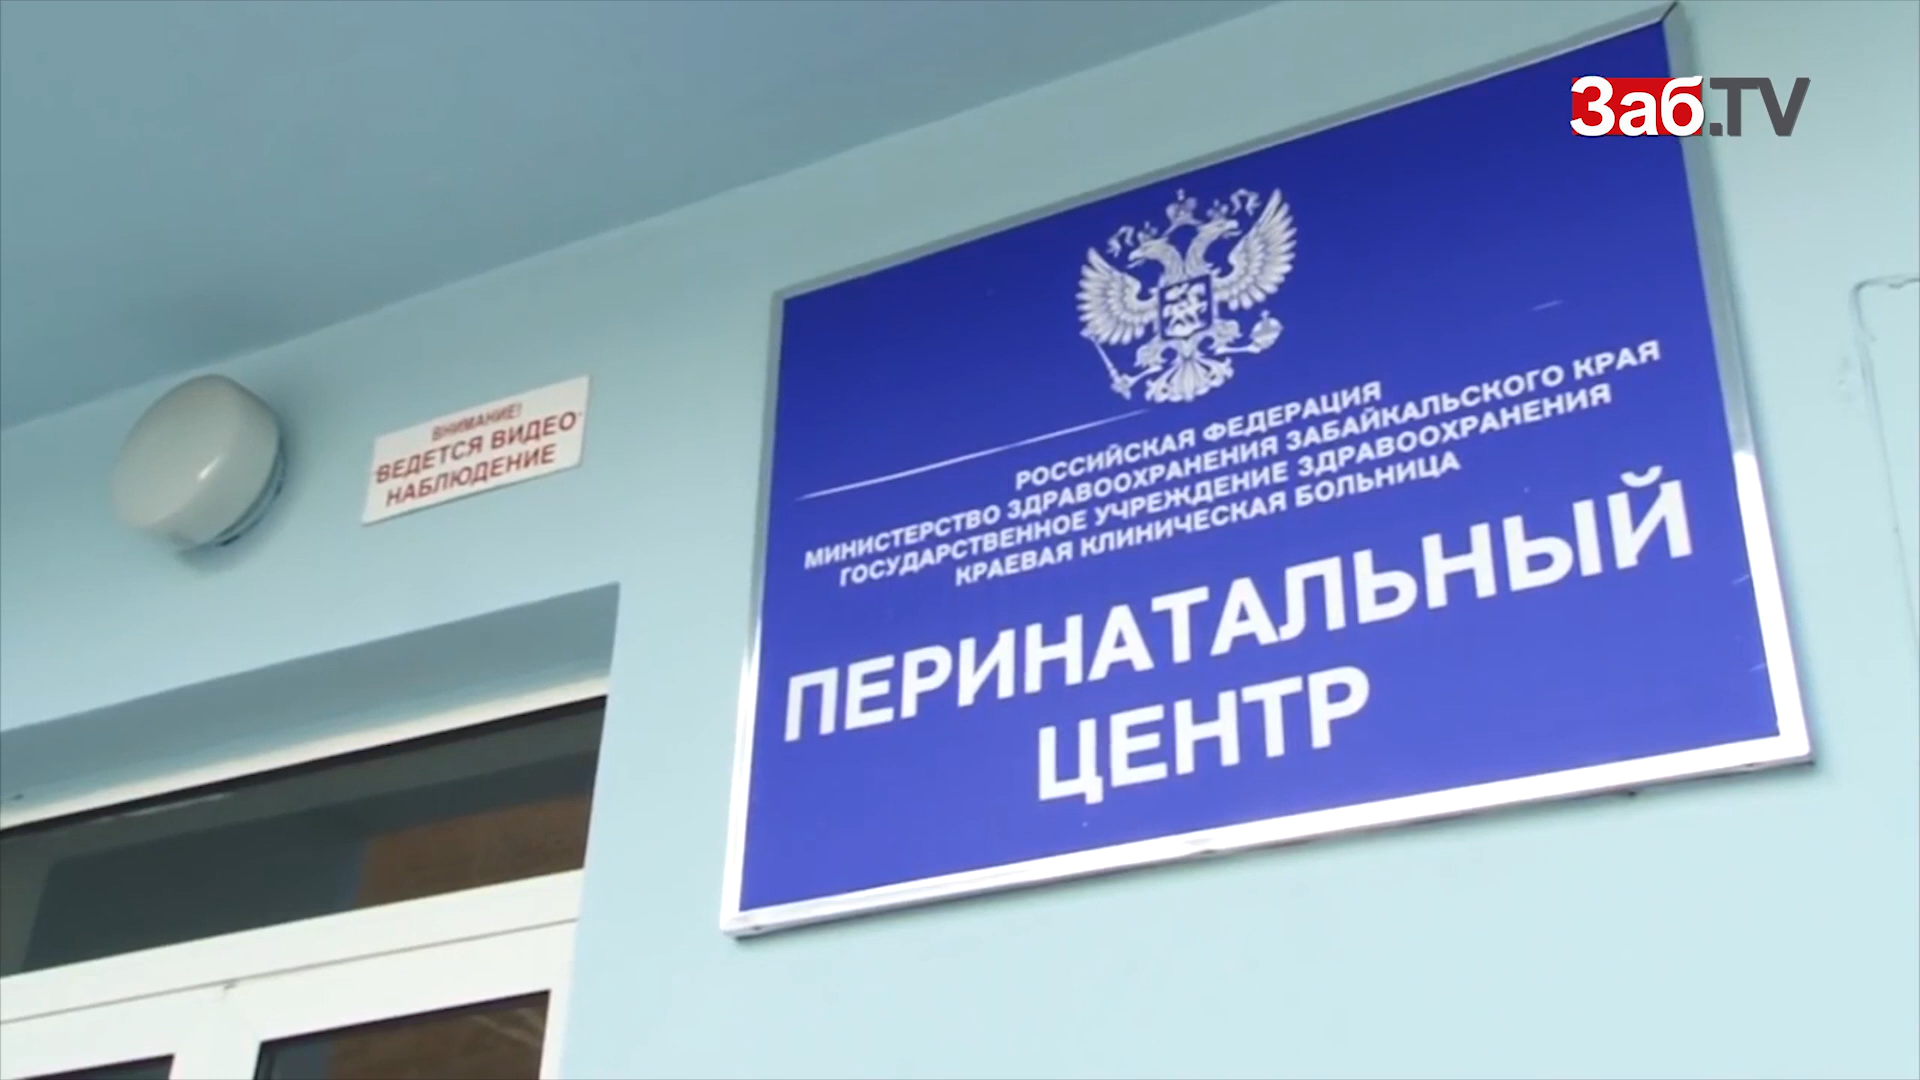 Заб.TV
ВНИМАНИЕ!
ВЕДЕТСЯ ВИДЕО
НАБЛЮДЕНИЕ
РОССИЙСКАЯ ФЕДЕРАЦИЯ
МИНИСТЕРСТВО ЗДРАВООХРАНЕНИЯ ЗАБАЙКАЛЬСКОГО КРАЯ
ГОСУДАРСТВЕННОЕ УЧРЕЖДЕНИЕ ЗДРАВООХРАНЕНИЯ
КРАЕВАЯ КЛИНИЧЕСКАЯ БОЛЬНИЦА
ПЕРИНАТАЛЬНЫЙ
ЦЕНТР